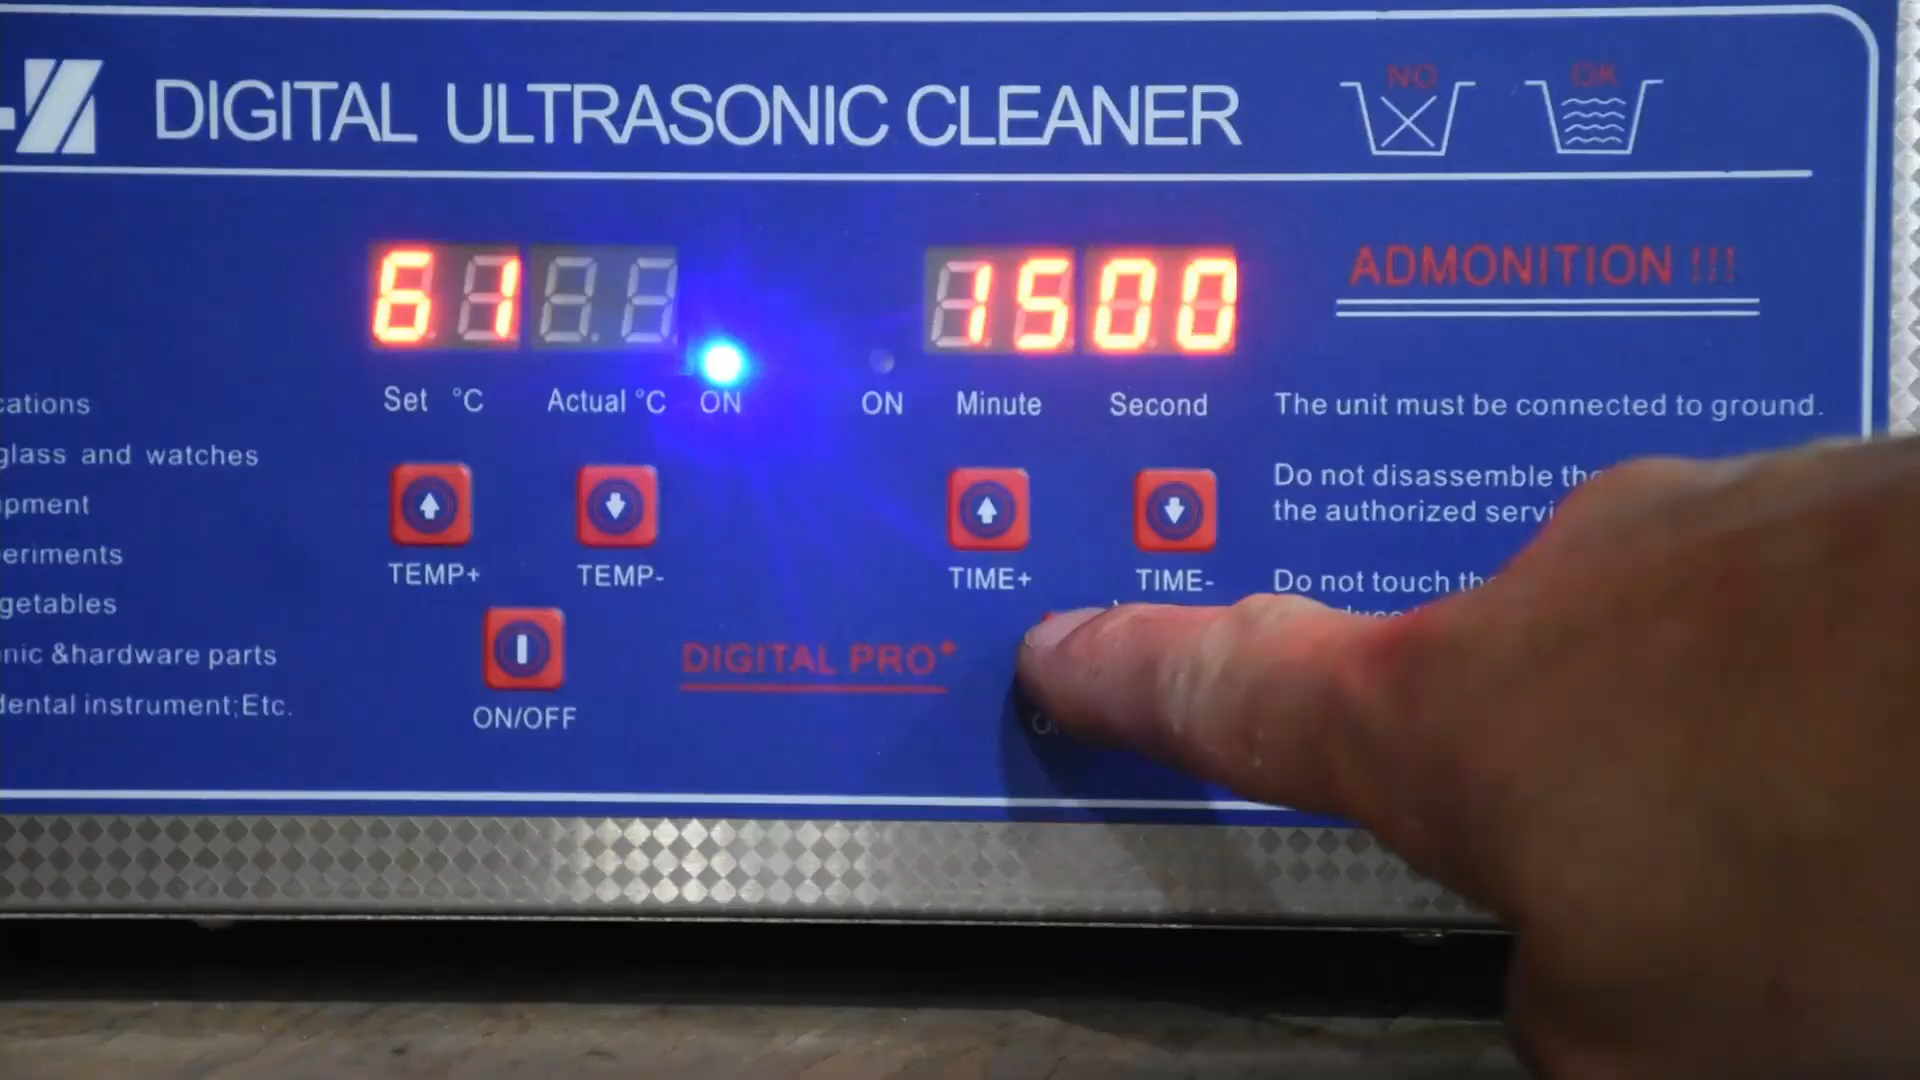 DIGITAL ULTRASONIC CLEANER
NO OK
61 1500
ADMONITION !!!
Set °C Actual °C ON ON Minute Second
cations
glass and watches
pment
eriments
getables
nic &hardware parts
dental instrument;Etc.
The unit must be connected to ground.
Do not disassemble the
the authorized servi
Do not touch the
TEMP+ TEMP- TIME+ TIME-
DIGITAL PRO+
ON/OFF